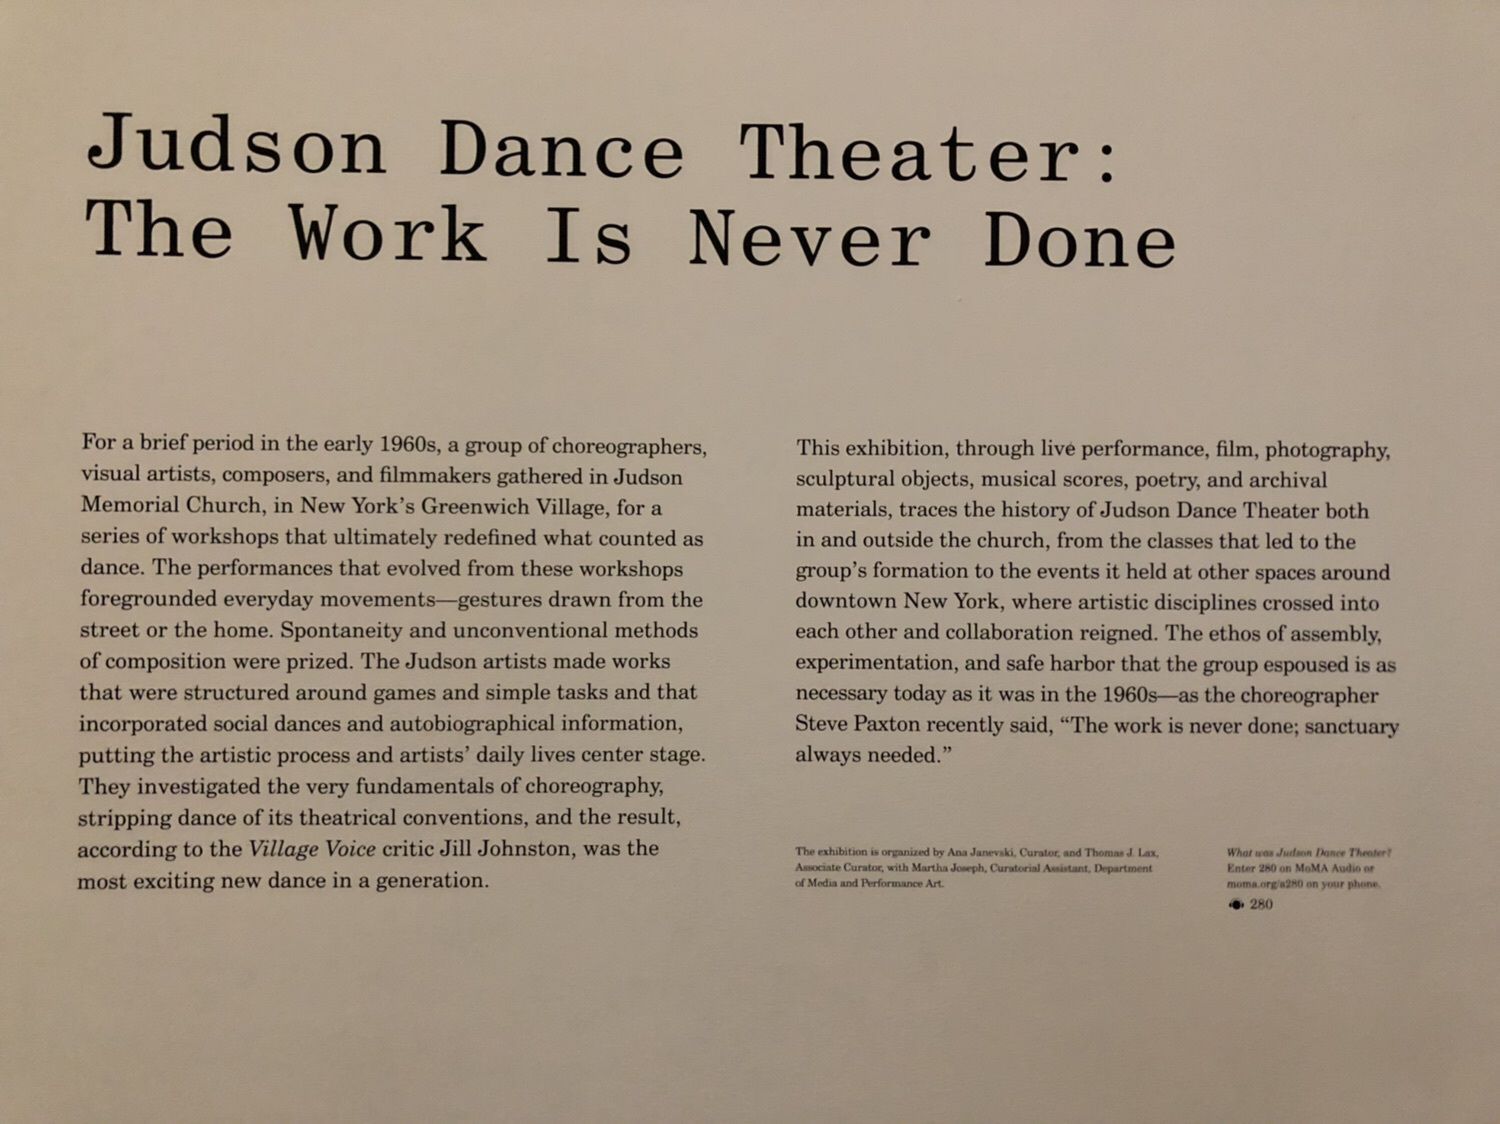 Judson Dance Theater:
The Work Is Never Done
For a brief period in the early 1960s, a group of choreographers,
visual artists, composers, and filmmakers gathered in Judson
Memorial Church, in New York’s Greenwich Village, for a
series of workshops that ultimately redefined what counted as
dance. The performances that evolved from these workshops
foregrounded everyday movements—gestures drawn from the
street or the home. Spontaneity and unconventional methods
of composition were prized. The Judson artists made works
that were structured around games and simple tasks and that
incorporated social dances and autobiographical information,
putting the artistic process and artists’ daily lives center stage.
They investigated the very fundamentals of choreography,
stripping dance of its theatrical conventions, and the result,
according to the Village Voice critic Jill Johnston, was the
most exciting new dance in a generation.
This exhibition, through live performance, film, photography,
sculptural objects, musical scores, poetry, and archival
materials, traces the history of Judson Dance Theater both
in and outside the church, from the classes that led to the
group’s formation to the events it held at other spaces around
downtown New York, where artistic disciplines crossed into
each other and collaboration reigned. The ethos of assembly,
experimentation, and safe harbor that the group espoused is as
necessary today as it was in the 1960s—as the choreographer
Steve Paxton recently said, “The work is never done; sanctuary
always needed.”
The exhibition is organized by Ana Janevski, Curator, and Thomas J. Lax,
Associate Curator, with Martha Joseph, Curatorial Assistant, Department
of Media and Performance Art.
What was Judson Dance Theater?
Enter 280 on MoMA Audio or
moma.org/a280 on your phone.
280